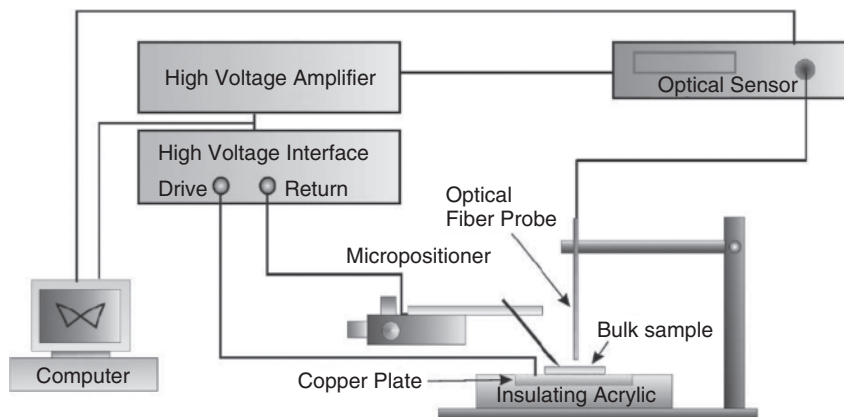 High Voltage Amplifier
Optical Sensor
High Voltage Interface
Drive Return
Optical
Fiber Probe
Micropositioner
Bulk sample
Computer
Copper Plate
Insulating Acrylic